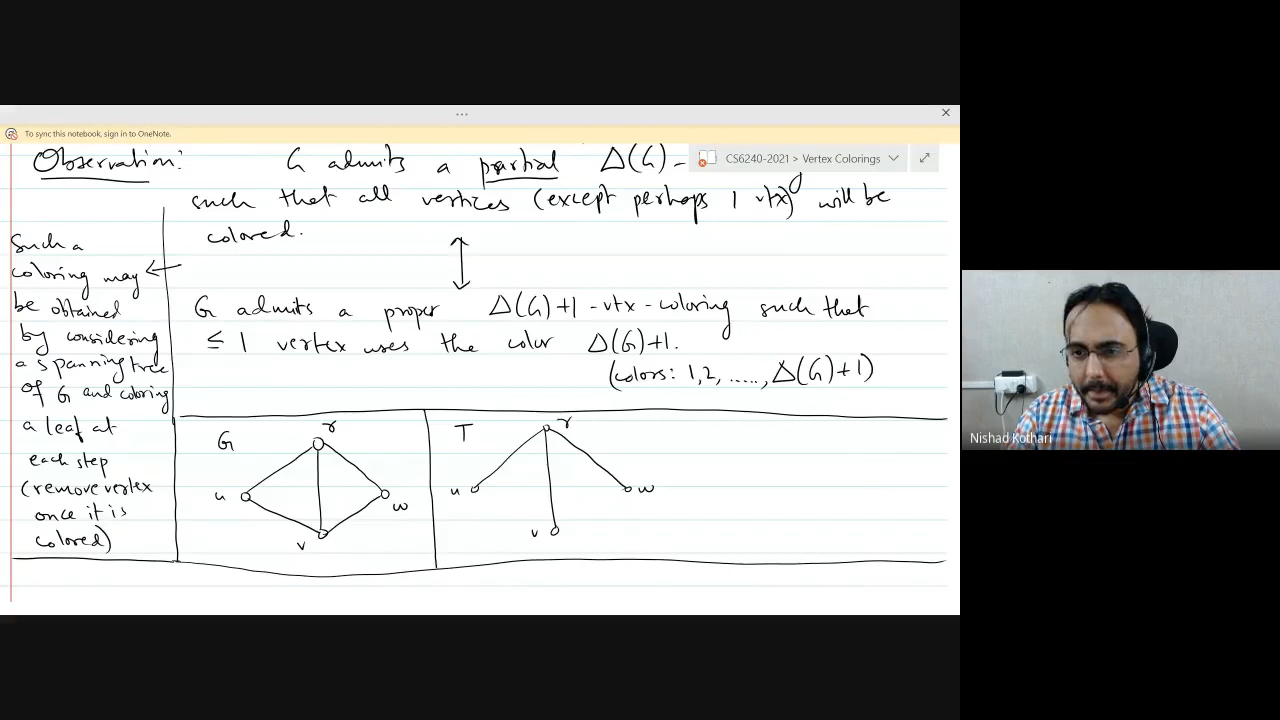 To sync this notebook, sign in to OneNote.
Observation: G admits a partial Δ(G) -
CS6240-2021 > Vertex Colorings
such that all vertices (except perhaps 1 vtx) will be
colored.
Such a
coloring may
be obtained
by considering
a spanning tree
of G and coloring
a leaf at
each step
(remove vertex
once it is
colored)
G admits a proper Δ(G)+1 -vtx-coloring such that
≤ 1 vertex uses the color Δ(G)+1.
(colors: 1,2, ....., Δ(G)+1)
G
r
u
w
v
T
r
u
w
v
Nishad Kothari